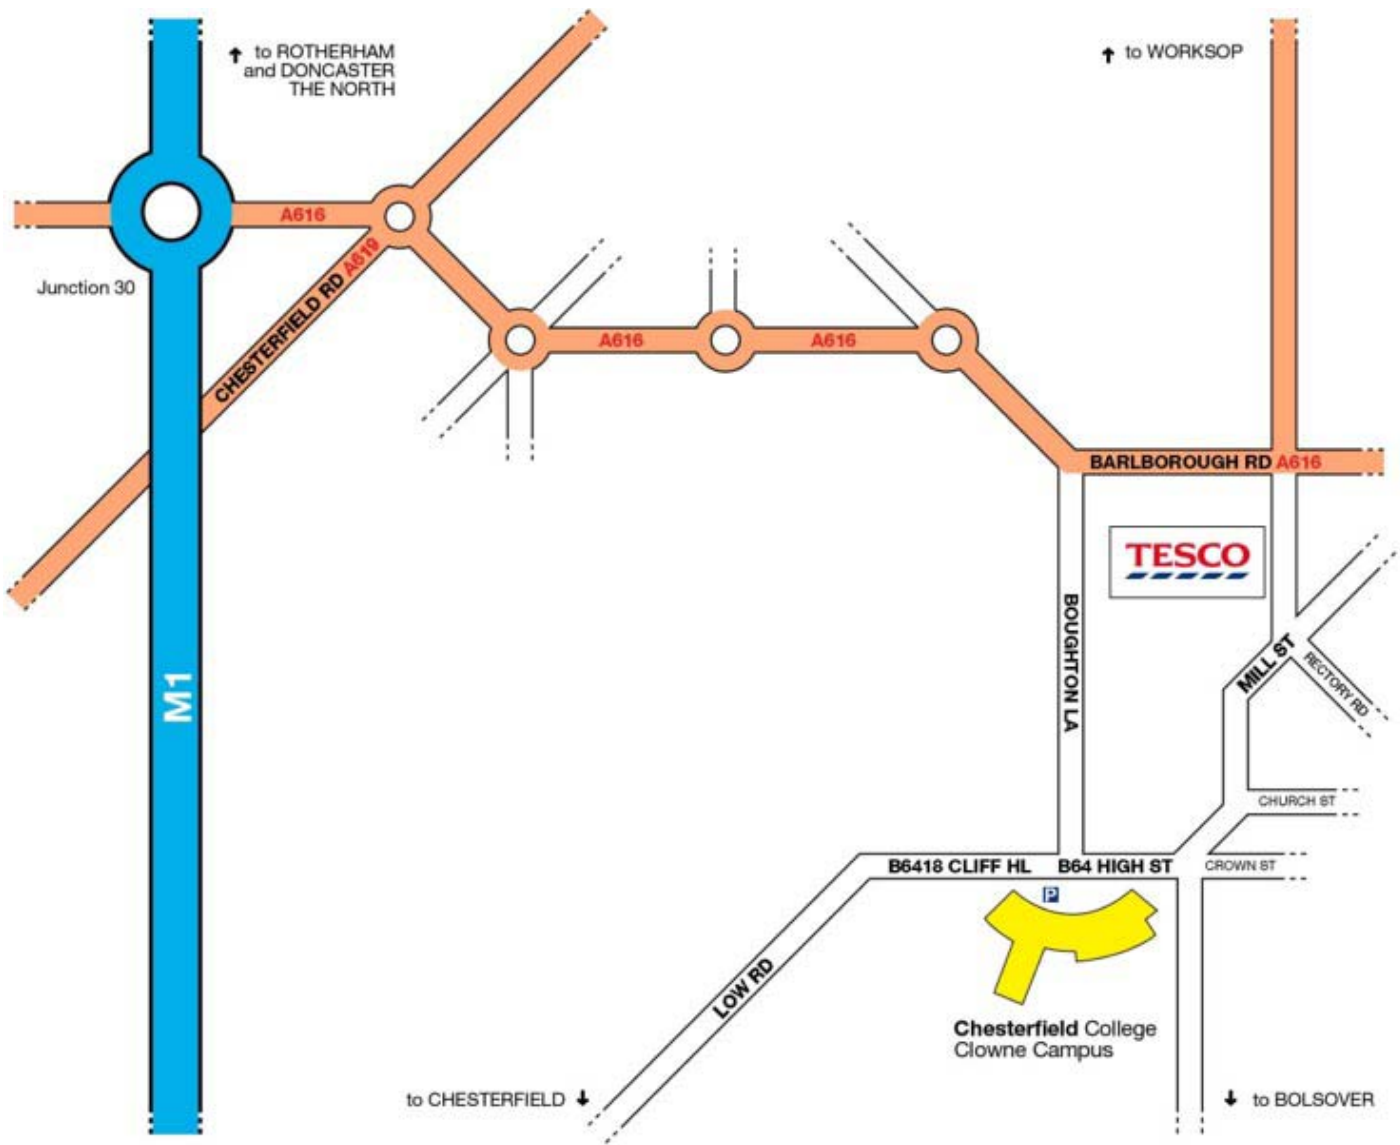 to ROTHERHAM
and DONCASTER
THE NORTH
to WORKSOP
A616
CHESTERFIELD RD A619
Junction 30
A616
A616
BARLBOROUGH RD A616
TESCO
BOUGHTON LA
MILL ST
RECTORY RD
M1
CHURCH ST
B6418 CLIFF HL
B64 HIGH ST
CROWN ST
P
LOW RD
Chesterfield College
Clowne Campus
to CHESTERFIELD
to BOLSOVER